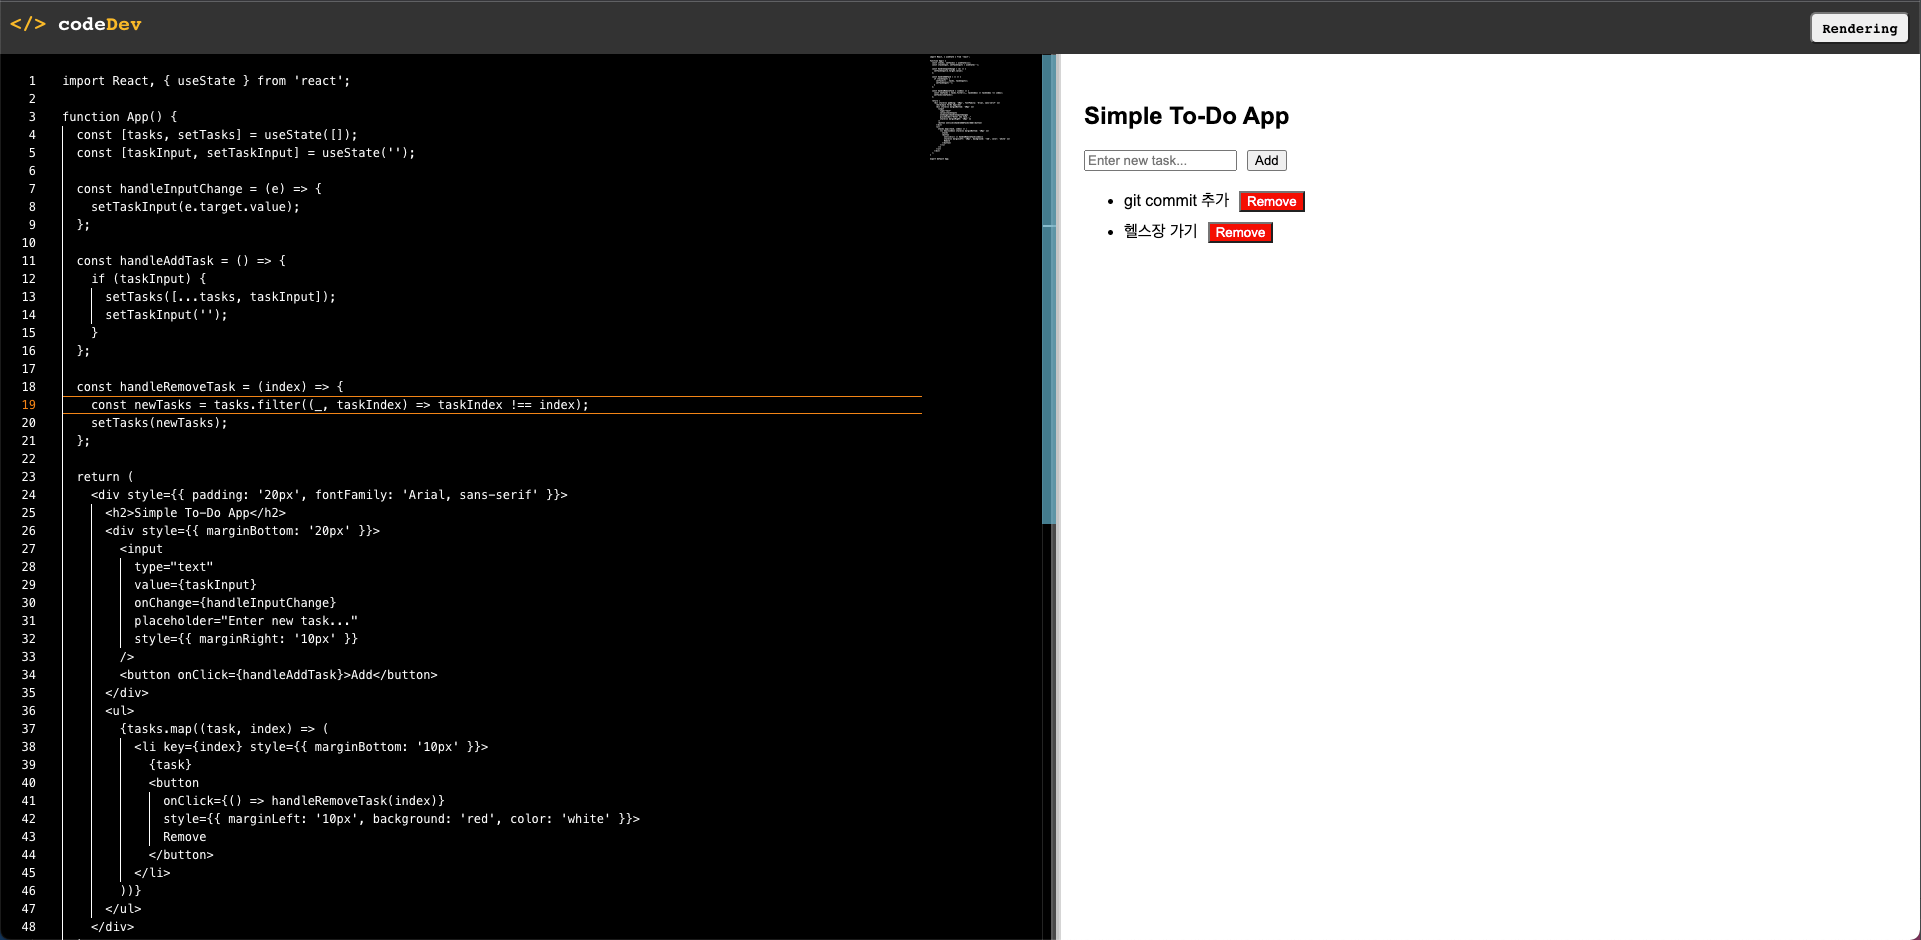 </> codeDev
Rendering
1 import React, { useState } from 'react';
2
3 function App() {
4 const [tasks, setTasks] = useState([]);
5 const [taskInput, setTaskInput] = useState('');
6
7 const handleInputChange = (e) => {
8 setTaskInput(e.target.value);
9 };
10
11 const handleAddTask = () => {
12 if (taskInput) {
13 setTasks([...tasks, taskInput]);
14 setTaskInput('');
15 }
16 };
17
18 const handleRemoveTask = (index) => {
19 const newTasks = tasks.filter((_, taskIndex) => taskIndex !== index);
20 setTasks(newTasks);
21 };
22
23 return (
24 <div style={{ padding: '20px', fontFamily: 'Arial, sans-serif' }}>
25 <h2>Simple To-Do App</h2>
26 <div style={{ marginBottom: '20px' }}>
27 <input
28 type="text"
29 value={taskInput}
30 onChange={handleInputChange}
31 placeholder="Enter new task..."
32 style={{ marginRight: '10px' }}
33 />
34 <button onClick={handleAddTask}>Add</button>
35 </div>
36 <ul>
37 {tasks.map((task, index) => (
38 <li key={index} style={{ marginBottom: '10px' }}>
39 {task}
40 <button
41 onClick={() => handleRemoveTask(index)}
42 style={{ marginLeft: '10px', background: 'red', color: 'white' }}>
43 Remove
44 </button>
45 </li>
46 ))}
47 </ul>
48 </div>
Simple To-Do App
Enter new task... Add
• git commit 추가 Remove
• 헬스장 가기 Remove